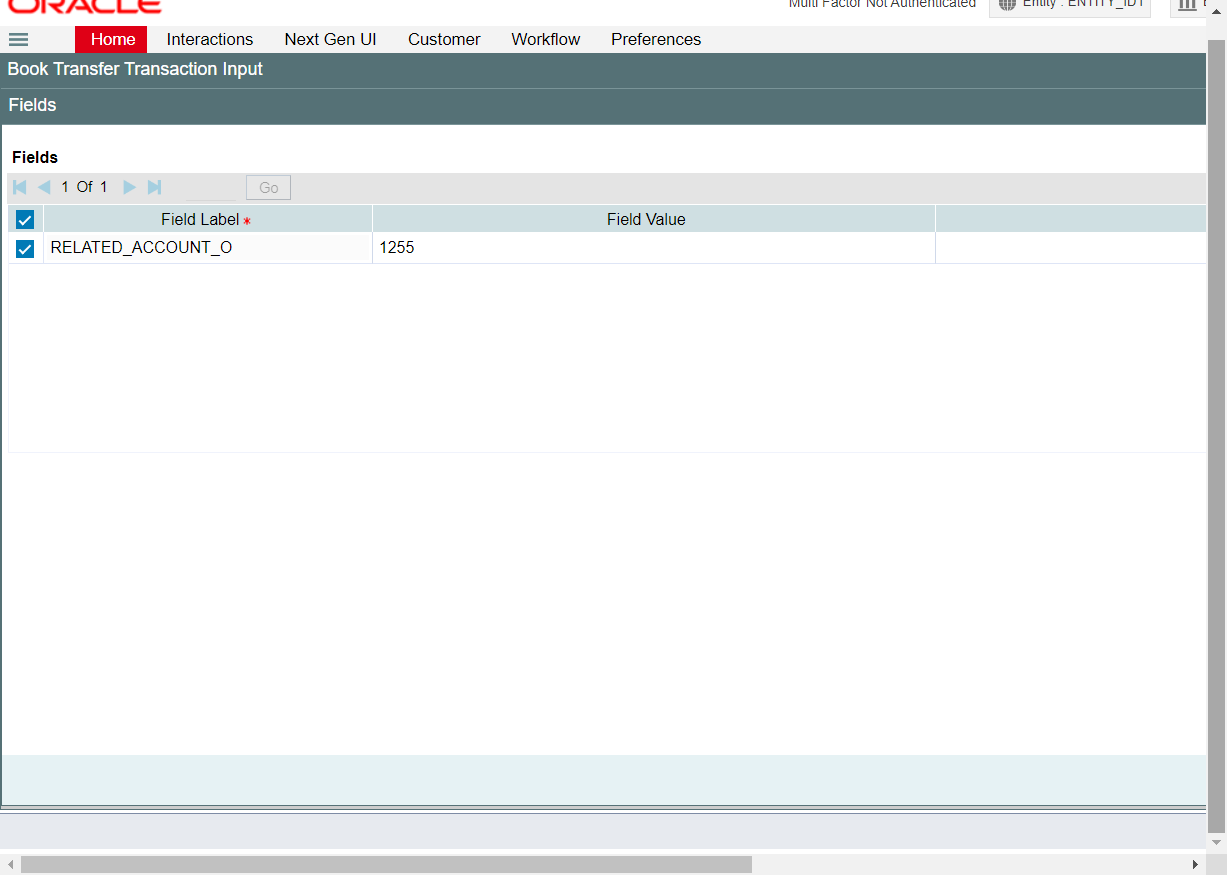 ORACLE
Multi Factor Not Authenticated Entity : ENTITY_ID1
Home Interactions Next Gen UI Customer Workflow Preferences
Book Transfer Transaction Input
Fields
Fields
1 Of 1 Go
Field Label * Field Value
RELATED_ACCOUNT_O 1255